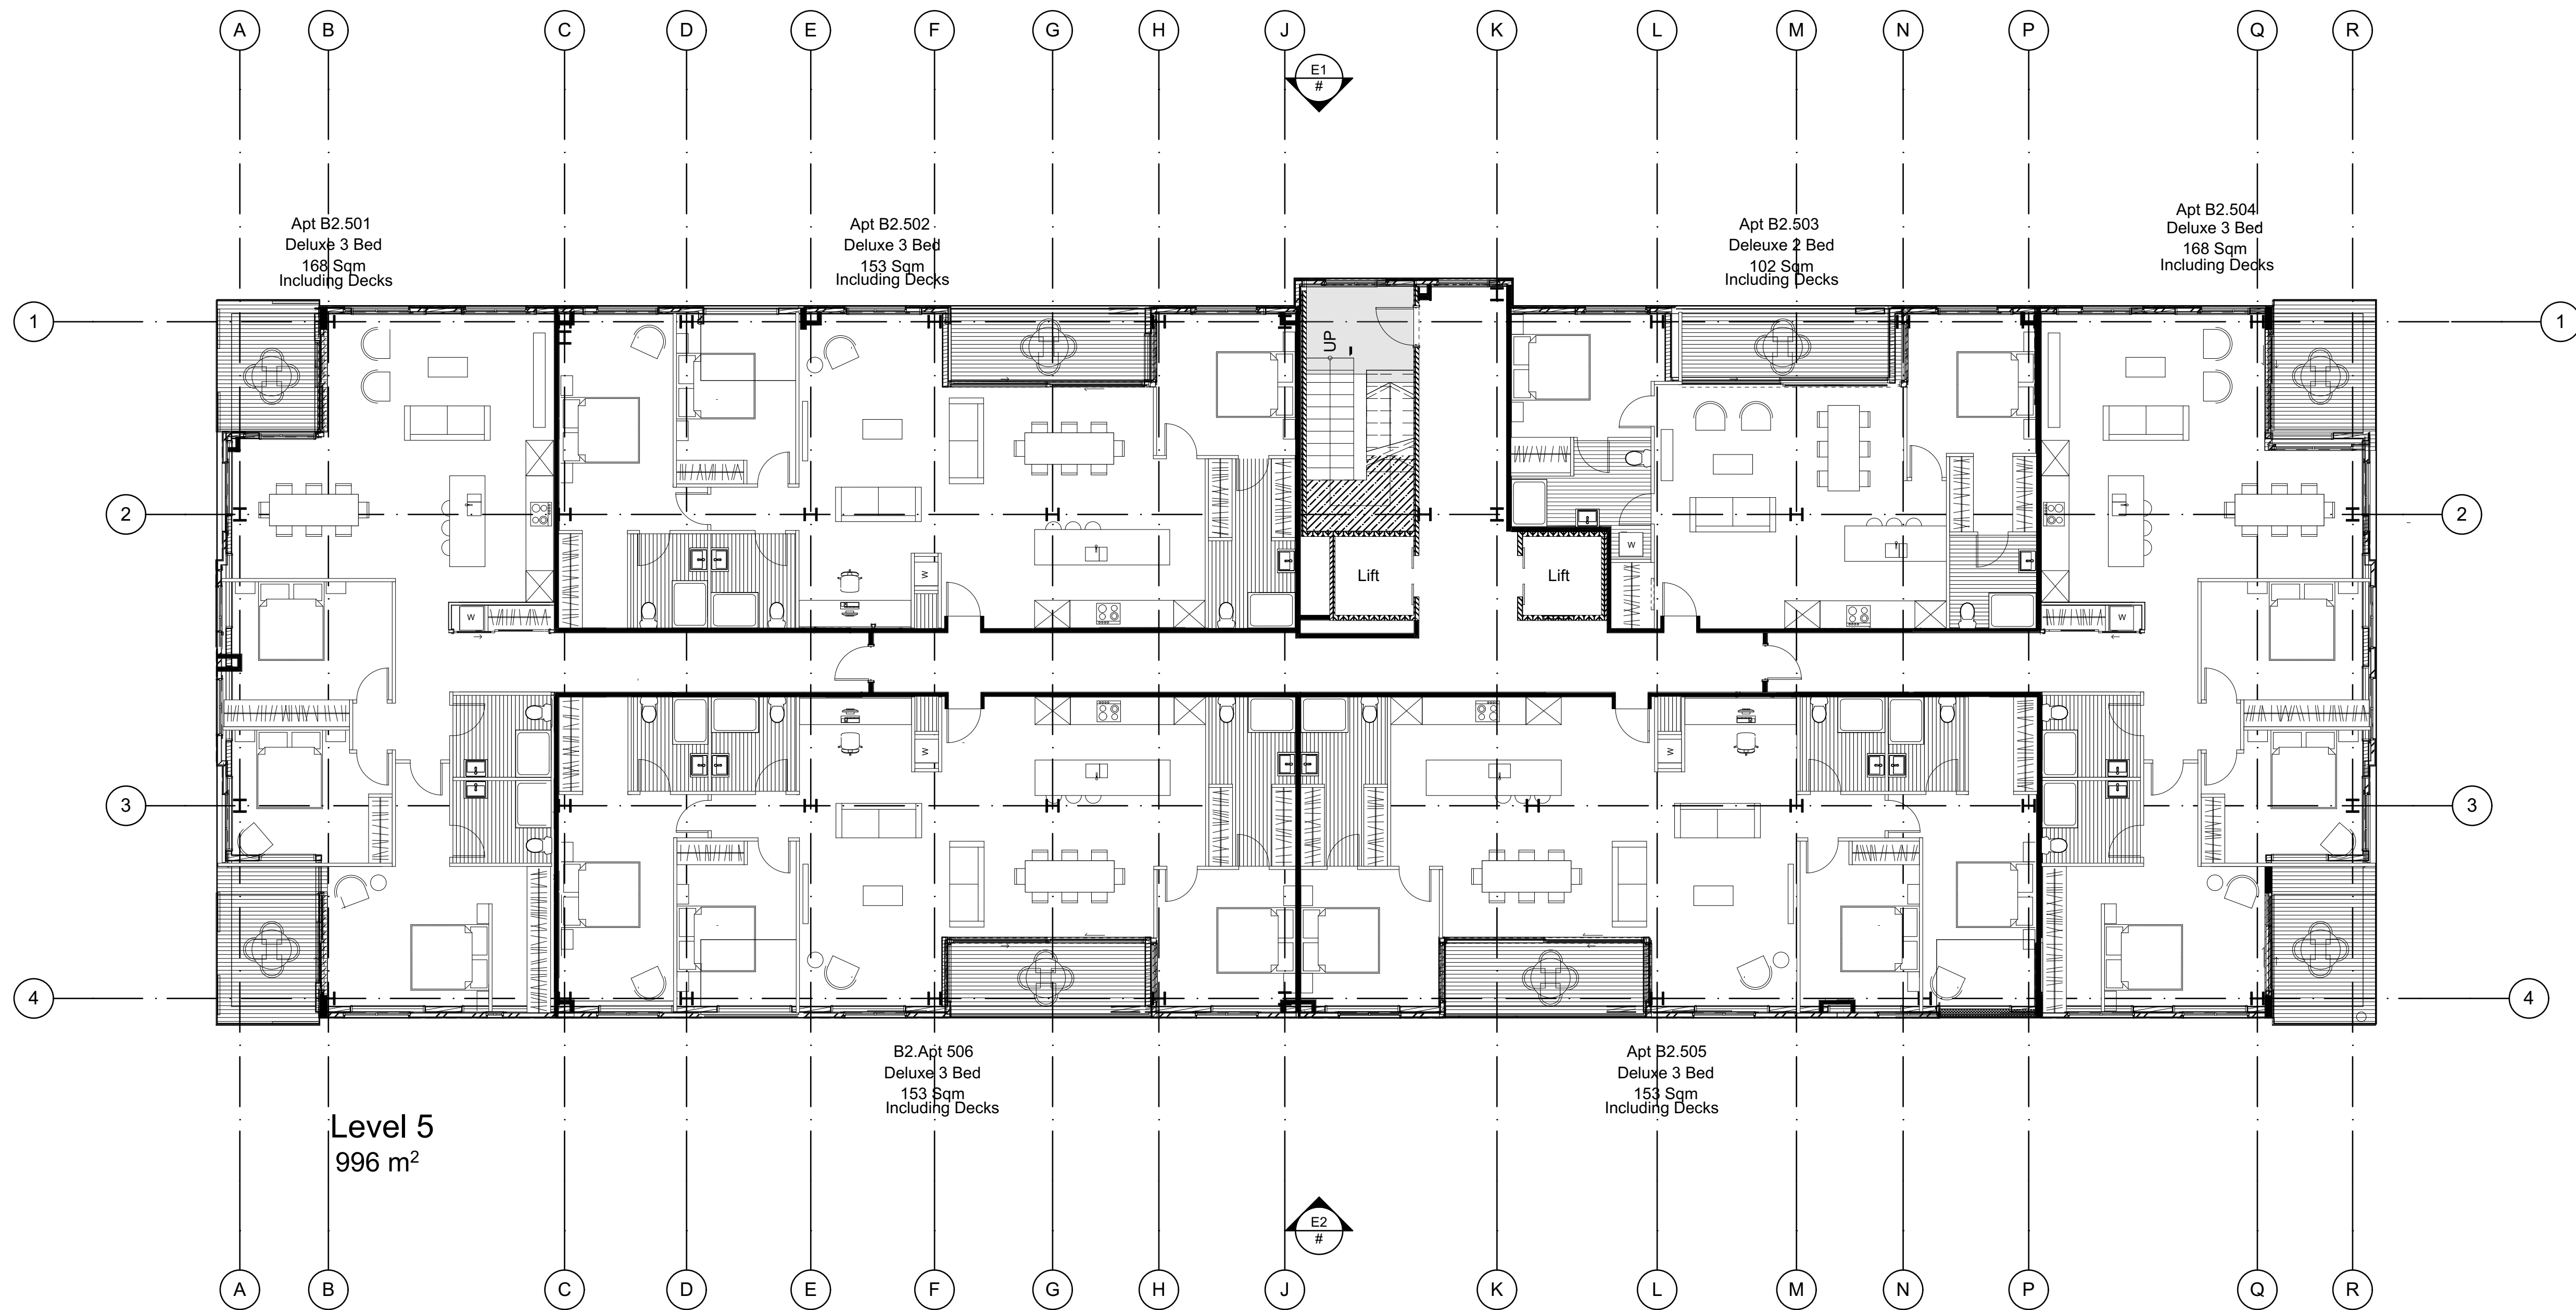 A B C D E F G H J K L M N P Q R
E1
#
Apt B2.501
Deluxe 3 Bed
168 Sqm
Including Decks
Apt B2.502
Deluxe 3 Bed
153 Sqm
Including Decks
Apt B2.503
Deleuxe 2 Bed
102 Sqm
Including Decks
Apt B2.504
Deluxe 3 Bed
168 Sqm
Including Decks
1 1
UP
2 2
W
W
W
W
Lift
Lift
W
W
3 3
4 4
B2.Apt 506
Deluxe 3 Bed
153 Sqm
Including Decks
Apt B2.505
Deluxe 3 Bed
153 Sqm
Including Decks
Level 5
996 m²
E2
#
A B C D E F G H J K L M N P Q R